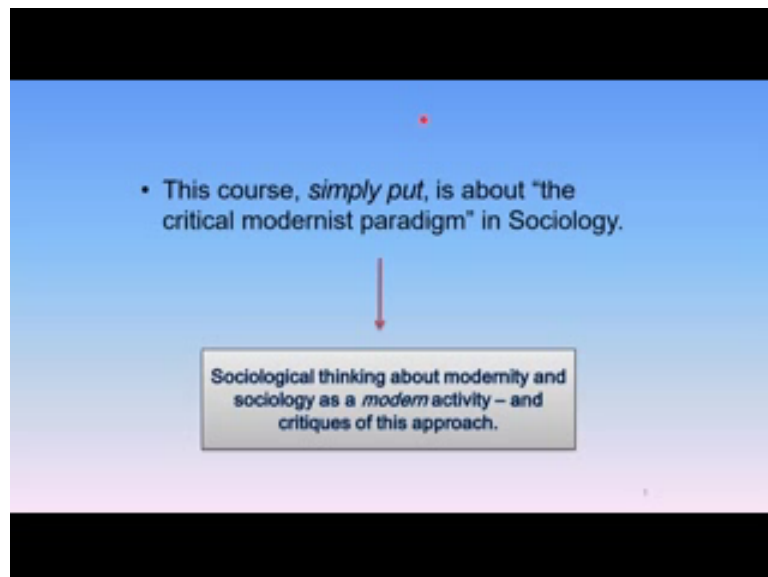 • This course, simply put, is about “the
critical modernist paradigm” in Sociology.
Sociological thinking about modernity and
sociology as a modern activity – and
critiques of this approach.